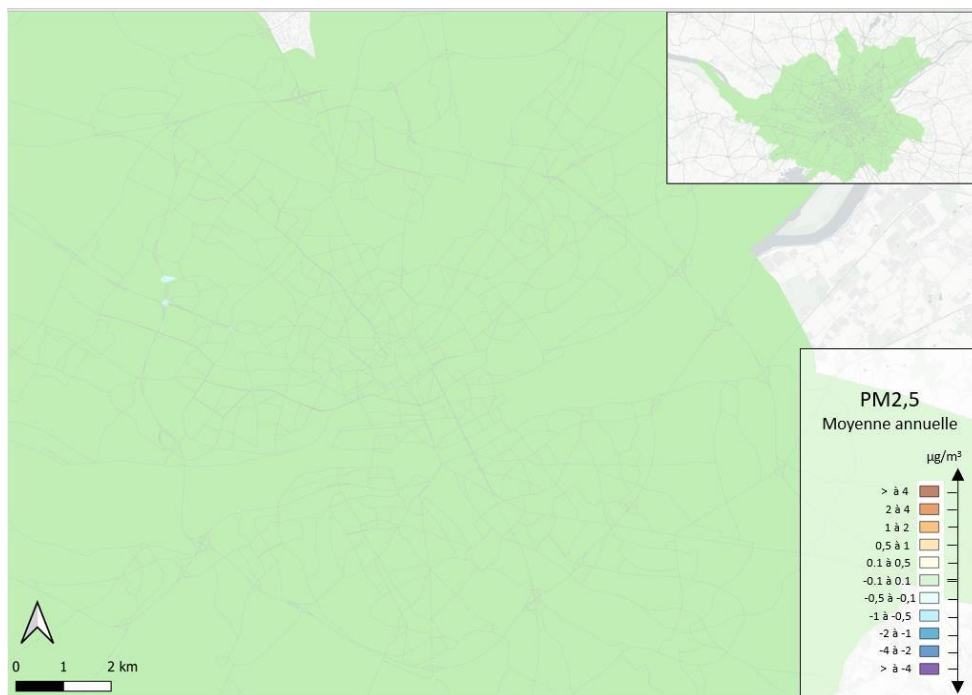 PM2,5
Moyenne annuelle
µg/m³
> à 4
2 à 4
1 à 2
0,5 à 1
0.1 à 0,5
-0.1 à 0.1
-0,5 à -0,1
-1 à -0,5
-2 à -1
-4 à -2
> à -4
0 1 2 km